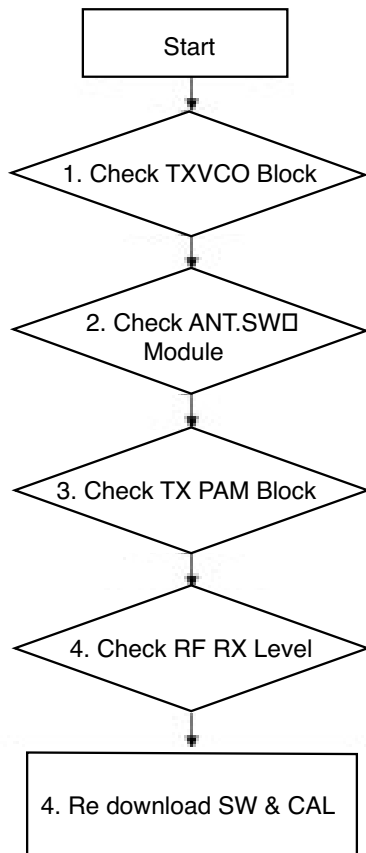 Start
1. Check TXVCO Block
2. Check ANT.SW□
Module
3. Check TX PAM Block
4. Check RF RX Level
4. Re download SW & CAL